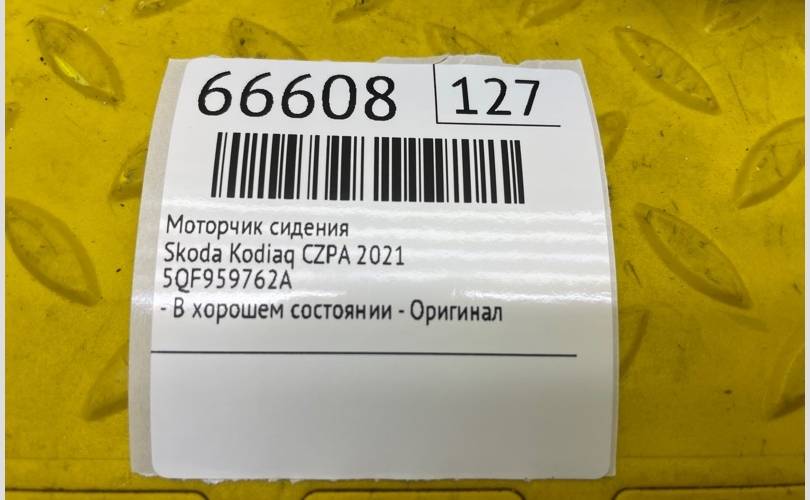 66608
127
Моторчик сидения
Skoda Kodiaq CZPA 2021
5QF959762A
- В хорошем состоянии - Оригинал